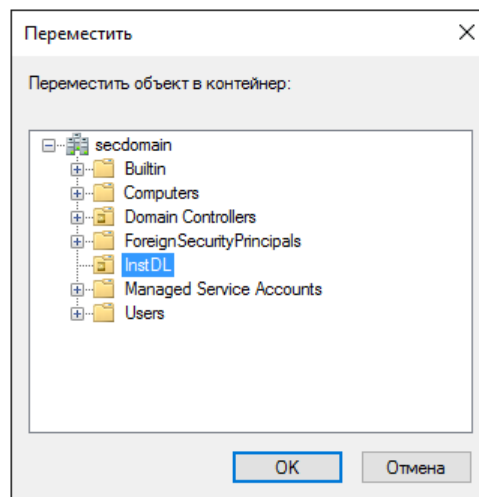 Переместить
Переместить объект в контейнер:
secdomain
Builtin
Computers
Domain Controllers
ForeignSecurityPrincipals
InstDL
Managed Service Accounts
Users
OK
Отмена